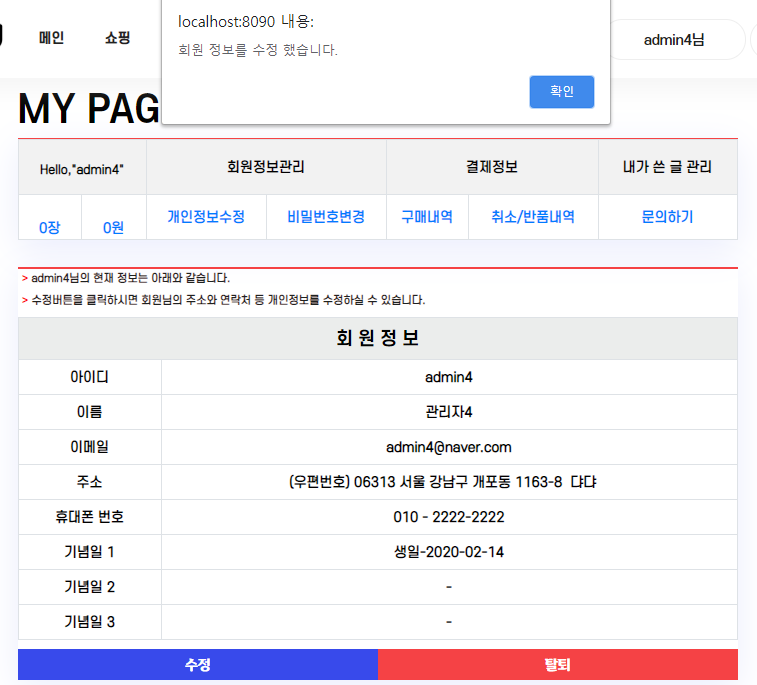 localhost:8090 내용:
회원 정보를 수정 했습니다.
확인
메인 쇼핑 admin4님
MY PAG
Hello,"admin4" 회원정보관리 결제정보 내가 쓴 글 관리
0장 0원 개인정보수정 비밀번호변경 구매내역 취소/반품내역 문의하기
> admin4님의 현재 정보는 아래와 같습니다.
> 수정버튼을 클릭하시면 회원님의 주소와 연락처 등 개인정보를 수정하실 수 있습니다.
회 원 정 보
아이디 admin4
이름 관리자4
이메일 admin4@naver.com
주소 (우편번호) 06313 서울 강남구 개포동 1163-8 댜댜
휴대폰 번호 010 - 2222-2222
기념일 1 생일-2020-02-14
기념일 2 -
기념일 3 -
수정 탈퇴